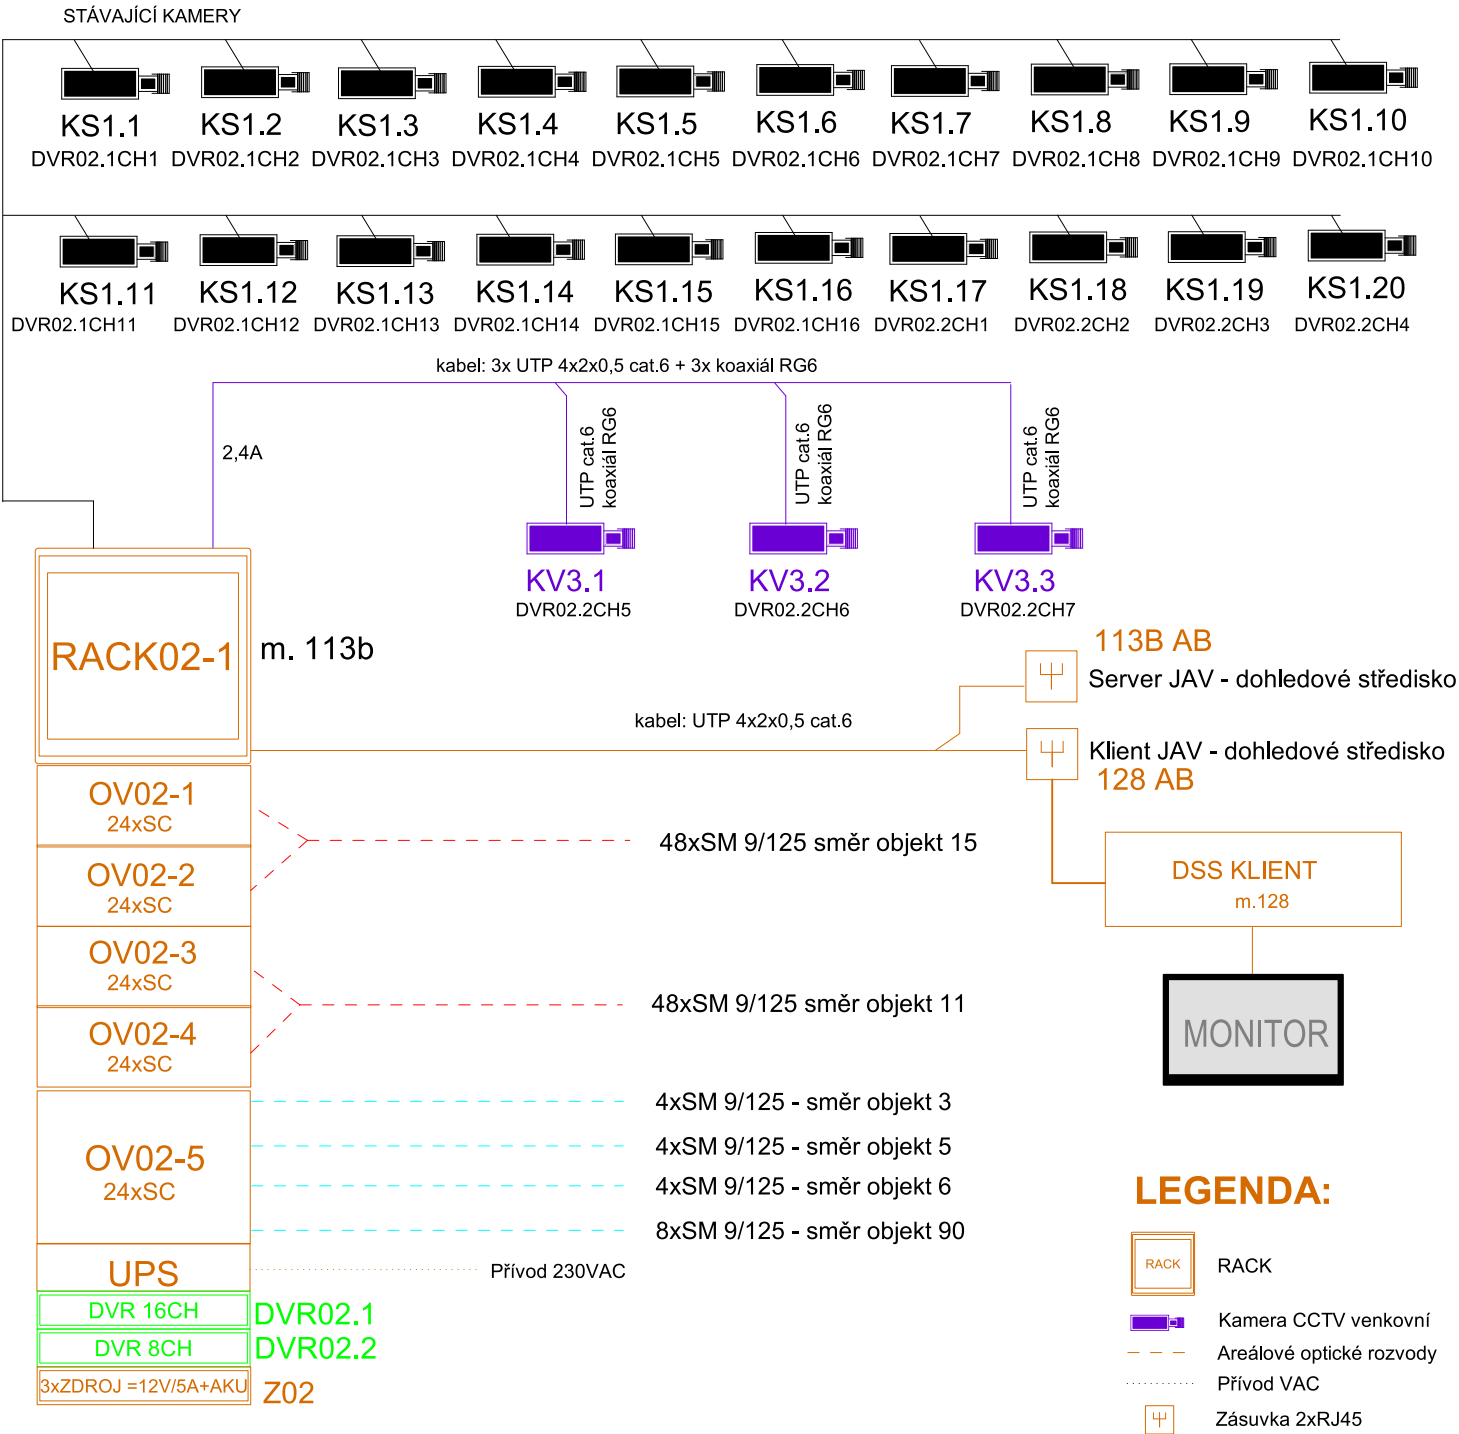 STÁVAJÍCÍ KAMERY
KS1.1 KS1.2 KS1.3 KS1.4 KS1.5 KS1.6 KS1.7 KS1.8 KS1.9 KS1.10
DVR02.1CH1 DVR02.1CH2 DVR02.1CH3 DVR02.1CH4 DVR02.1CH5 DVR02.1CH6 DVR02.1CH7 DVR02.1CH8 DVR02.1CH9 DVR02.1CH10
KS1.11 KS1.12 KS1.13 KS1.14 KS1.15 KS1.16 KS1.17 KS1.18 KS1.19 KS1.20
DVR02.1CH11 DVR02.1CH12 DVR02.1CH13 DVR02.1CH14 DVR02.1CH15 DVR02.1CH16 DVR02.2CH1 DVR02.2CH2 DVR02.2CH3 DVR02.2CH4
kabel: 3x UTP 4x2x0,5 cat.6 + 3x koaxiál RG6
2,4A
UTP cat.6
koaxiál RG6
UTP cat.6
koaxiál RG6
UTP cat.6
koaxiál RG6
KV3.1 KV3.2 KV3.3
DVR02.2CH5 DVR02.2CH6 DVR02.2CH7
RACK02-1
m. 113b
113B AB
Server JAV - dohledové středisko
kabel: UTP 4x2x0,5 cat.6
Klient JAV - dohledové středisko
128 AB
OV02-1
24xSC
48xSM 9/125 směr objekt 15
OV02-2
24xSC
DSS KLIENT
m.128
OV02-3
24xSC
48xSM 9/125 směr objekt 11
OV02-4
24xSC
MONITOR
4xSM 9/125 - směr objekt 3
4xSM 9/125 - směr objekt 5
OV02-5
24xSC
4xSM 9/125 - směr objekt 6
8xSM 9/125 - směr objekt 90
UPS
Přívod 230VAC
DVR 16CH
DVR02.1
DVR 8CH
DVR02.2
3xZDROJ =12V/5A+AKU
Z02
LEGENDA:
RACK
RACK
Kamera CCTV venkovní
Areálové optické rozvody
Přívod VAC
Zásuvka 2xRJ45